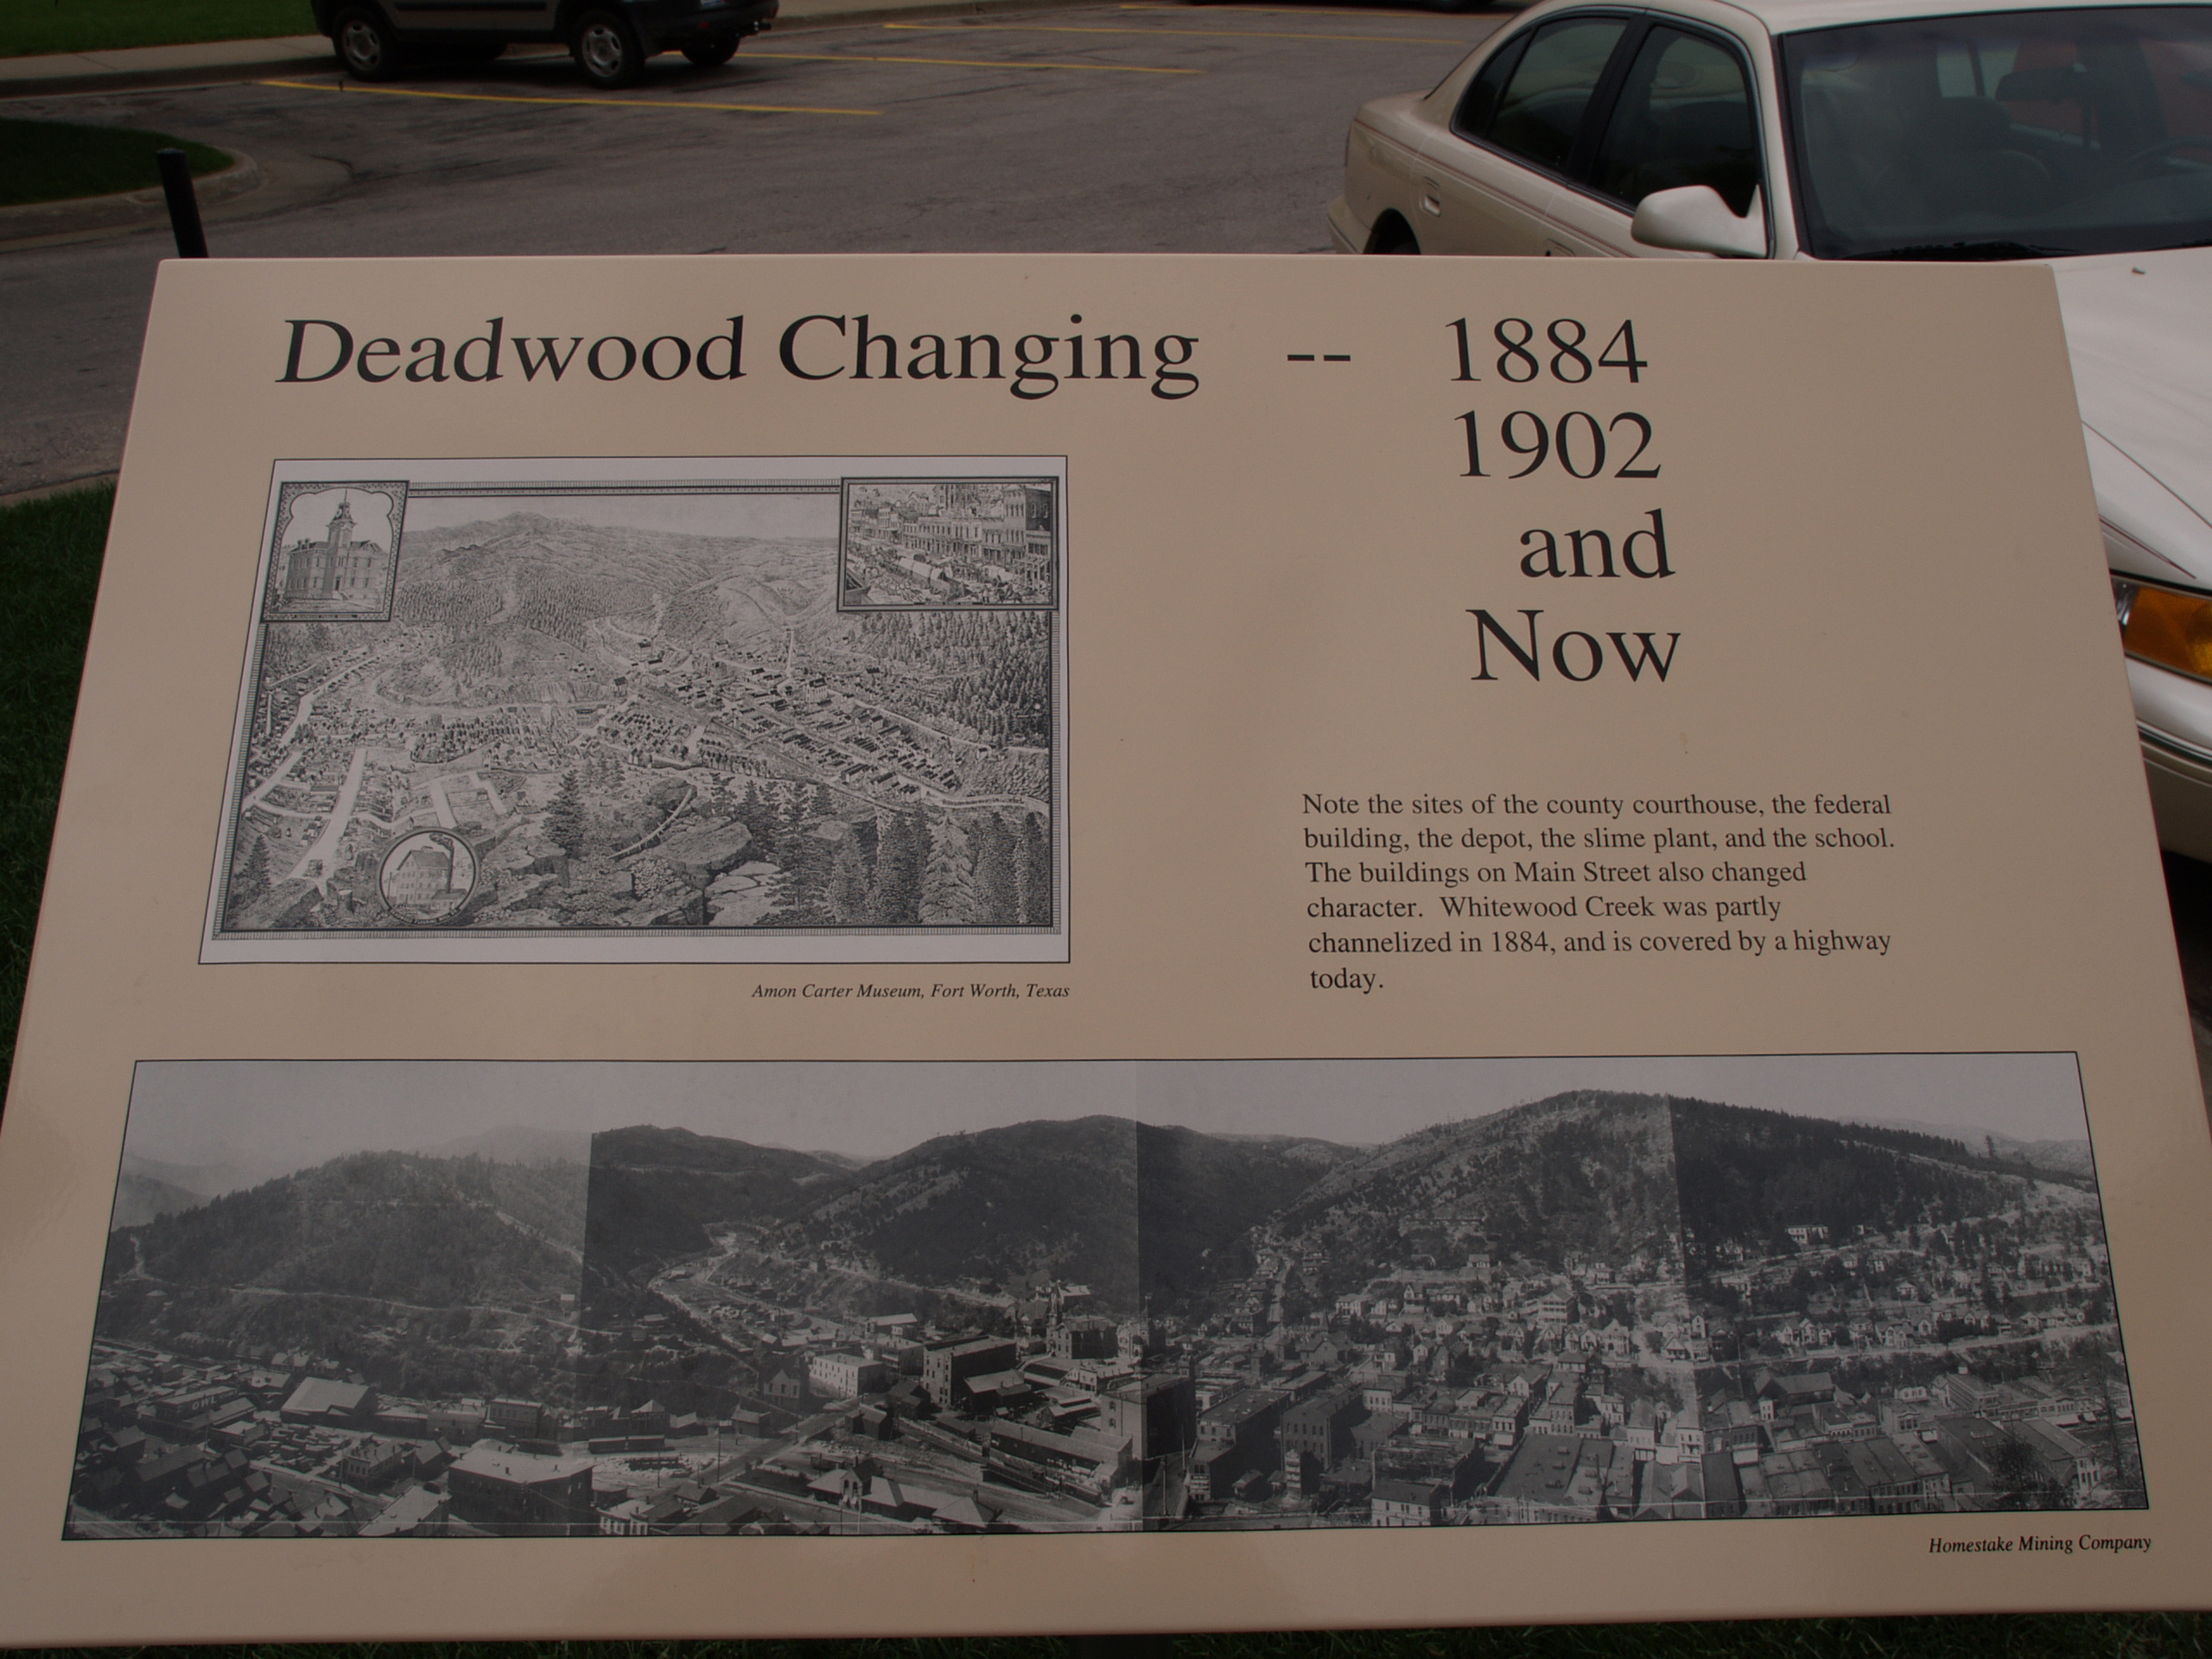 Deadwood Changing -- 1884
1902
and
Now
Note the sites of the county courthouse, the federal
building, the depot, the slime plant, and the school.
The buildings on Main Street also changed
character. Whitewood Creek was partly
channelized in 1884, and is covered by a highway
today.
Amon Carter Museum, Fort Worth, Texas
OWL
Homestake Mining Company